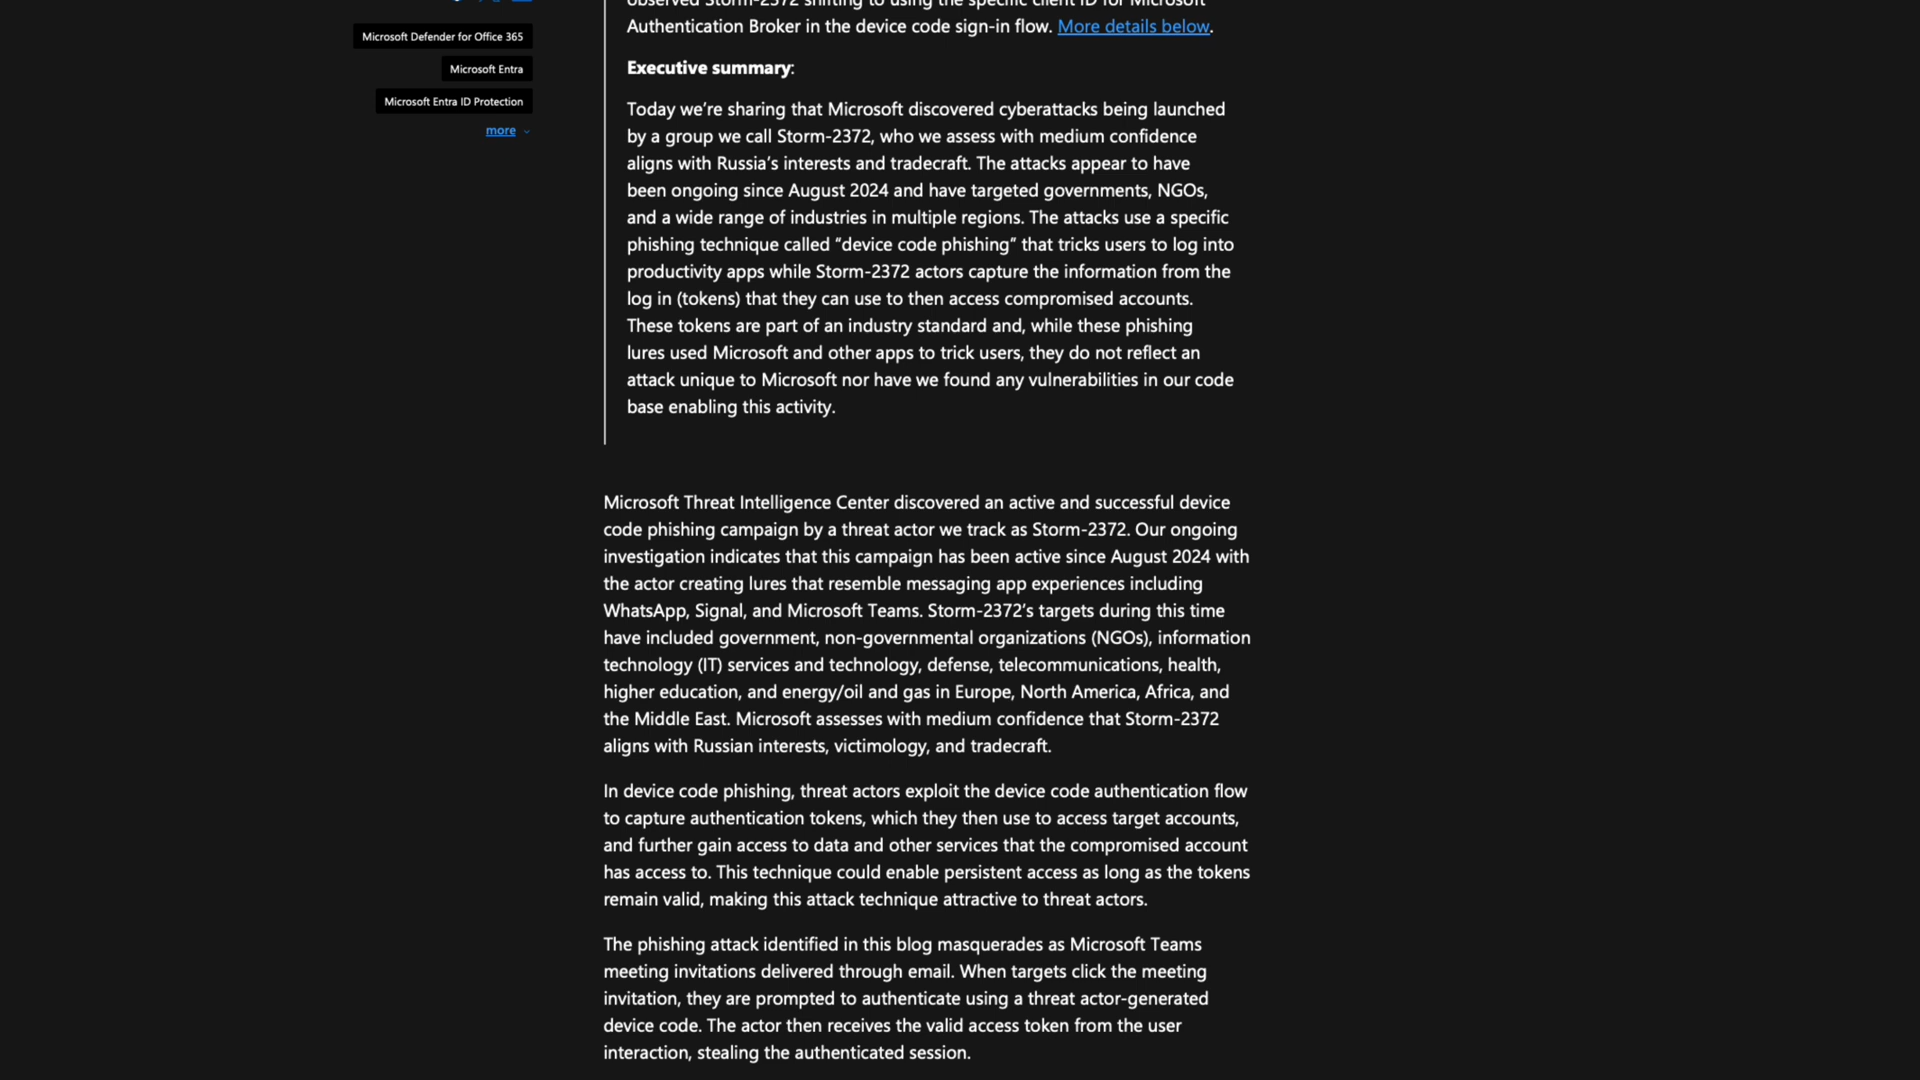 Microsoft Defender for Office 365
Microsoft Entra
Microsoft Entra ID Protection
more
observed Storm-2372 shifting to using the specific client ID for Microsoft
Authentication Broker in the device code sign-in flow. More details below.
Executive summary:
Today we’re sharing that Microsoft discovered cyberattacks being launched
by a group we call Storm-2372, who we assess with medium confidence
aligns with Russia’s interests and tradecraft. The attacks appear to have
been ongoing since August 2024 and have targeted governments, NGOs,
and a wide range of industries in multiple regions. The attacks use a specific
phishing technique called “device code phishing” that tricks users to log into
productivity apps while Storm-2372 actors capture the information from the
log in (tokens) that they can use to then access compromised accounts.
These tokens are part of an industry standard and, while these phishing
lures used Microsoft and other apps to trick users, they do not reflect an
attack unique to Microsoft nor have we found any vulnerabilities in our code
base enabling this activity.
Microsoft Threat Intelligence Center discovered an active and successful device
code phishing campaign by a threat actor we track as Storm-2372. Our ongoing
investigation indicates that this campaign has been active since August 2024 with
the actor creating lures that resemble messaging app experiences including
WhatsApp, Signal, and Microsoft Teams. Storm-2372’s targets during this time
have included government, non-governmental organizations (NGOs), information
technology (IT) services and technology, defense, telecommunications, health,
higher education, and energy/oil and gas in Europe, North America, Africa, and
the Middle East. Microsoft assesses with medium confidence that Storm-2372
aligns with Russian interests, victimology, and tradecraft.
In device code phishing, threat actors exploit the device code authentication flow
to capture authentication tokens, which they then use to access target accounts,
and further gain access to data and other services that the compromised account
has access to. This technique could enable persistent access as long as the tokens
remain valid, making this attack technique attractive to threat actors.
The phishing attack identified in this blog masquerades as Microsoft Teams
meeting invitations delivered through email. When targets click the meeting
invitation, they are prompted to authenticate using a threat actor-generated
device code. The actor then receives the valid access token from the user
interaction, stealing the authenticated session.